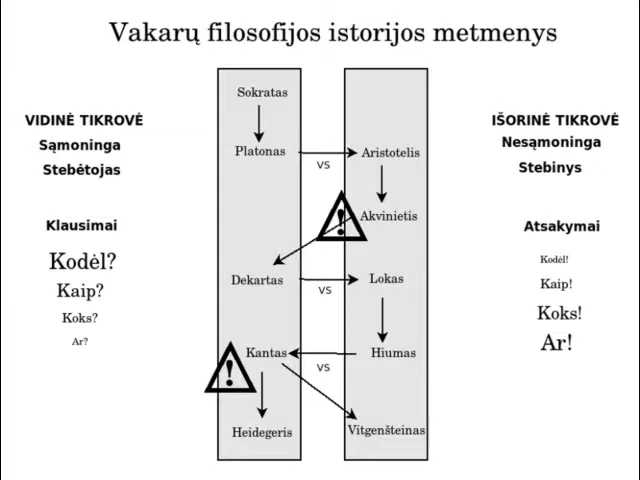 Vakarų filosofijos istorijos metmenys
VIDINĖ TIKROVĖ
Sąmoninga
Stebėtojas
Klausimai
Kodėl?
Kaip?
Koks?
Ar?
Sokratas
Platonas
vs
Aristotelis
!
Akvinietis
Dekartas
vs
Lokas
!
Kantas
vs
Hiumas
Heidegeris
Vitgenšteinas
IŠORINĖ TIKROVĖ
Nesąmoninga
Stebinys
Atsakymai
Kodėl!
Kaip!
Koks!
Ar!